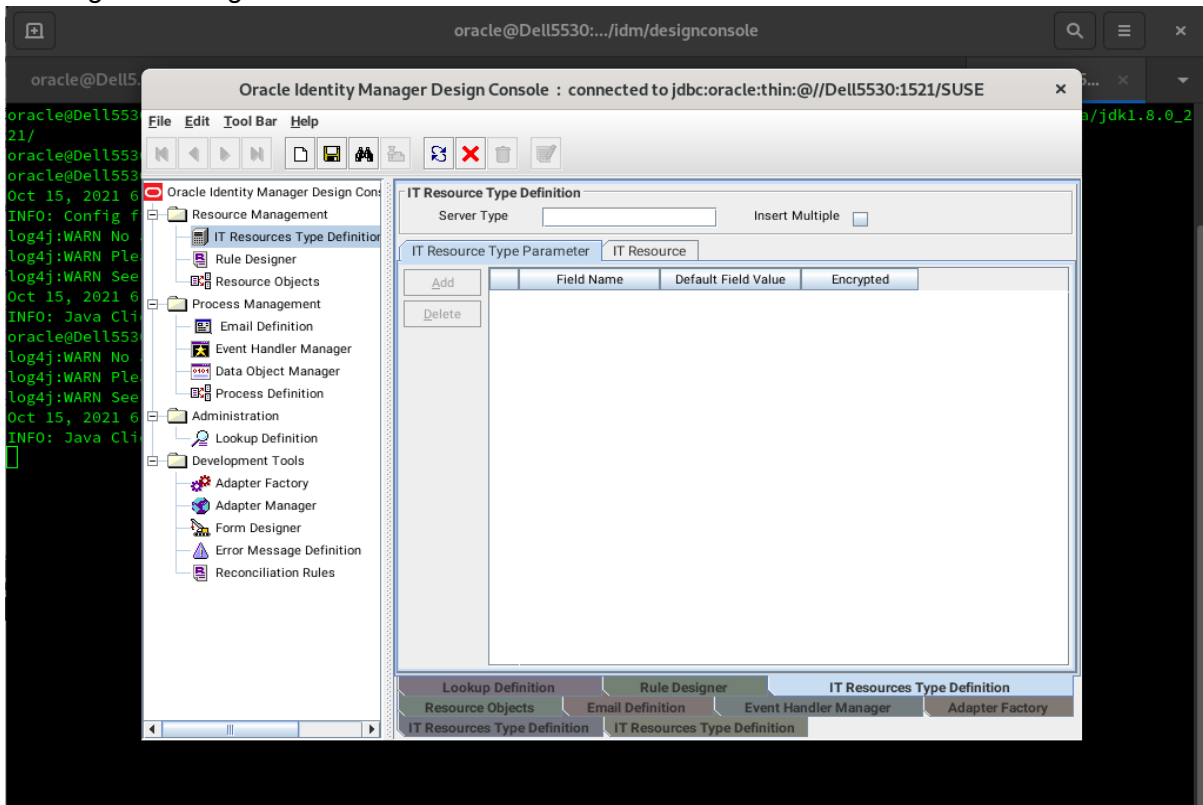 oracle@Dell5530:.../idm/designconsole
oracle@Dell5.
5...
oracle@Dell553
a/jdk1.8.0_2
21/
oracle@Dell553
oracle@Dell553
Oct 15, 2021 6
INFO: Config f
log4j:WARN No
log4j:WARN Ple
log4j:WARN See
Oct 15, 2021 6
INFO: Java Cli
oracle@Dell553
log4j:WARN No
log4j:WARN Ple
log4j:WARN See
Oct 15, 2021 6
INFO: Java Cli
Oracle Identity Manager Design Console : connected to jdbc:oracle:thin:@//Dell5530:1521/SUSE
File Edit Tool Bar Help
Oracle Identity Manager Design Con
Resource Management
IT Resources Type Definition
Rule Designer
Resource Objects
Process Management
Email Definition
Event Handler Manager
Data Object Manager
Process Definition
Administration
Lookup Definition
Development Tools
Adapter Factory
Adapter Manager
Form Designer
Error Message Definition
Reconciliation Rules
IT Resource Type Definition
Server Type Insert Multiple
IT Resource Type Parameter IT Resource
Add
Delete
Field Name Default Field Value Encrypted
Lookup Definition Rule Designer IT Resources Type Definition
Resource Objects Email Definition Event Handler Manager Adapter Factory
IT Resources Type Definition IT Resources Type Definition